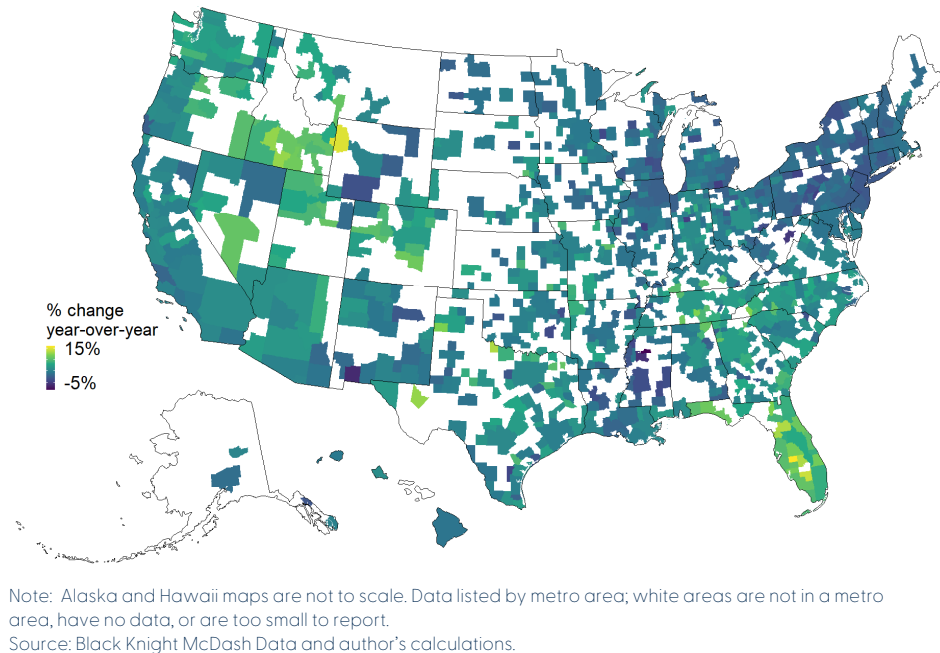 % change
year-over-year
15%
-5%
Note:  Alaska and Hawaii maps are not to scale. Data listed by metro area; white areas are not in a metro
area, have no data, or are too small to report.
Source: Black Knight McDash Data and author's calculations.